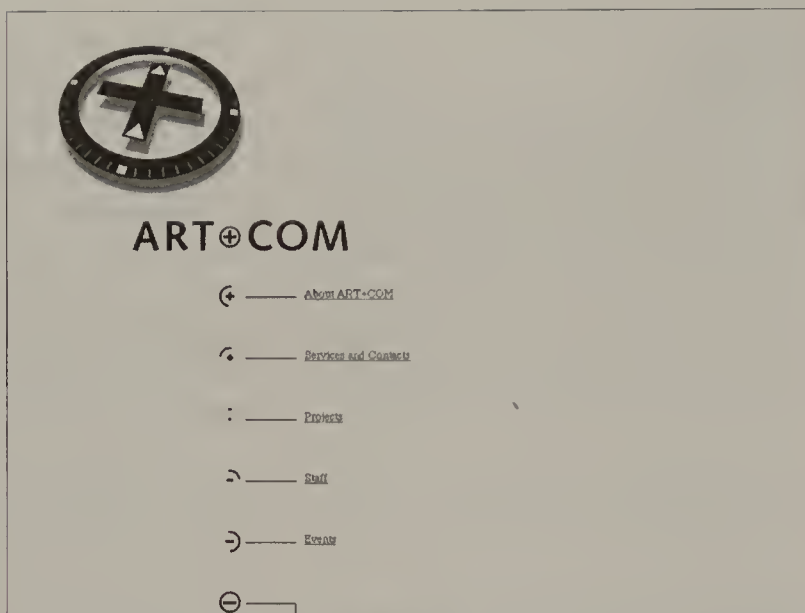 ART⊕COM
About ART+COM
Services and Contacts
Projects
Staff
Events